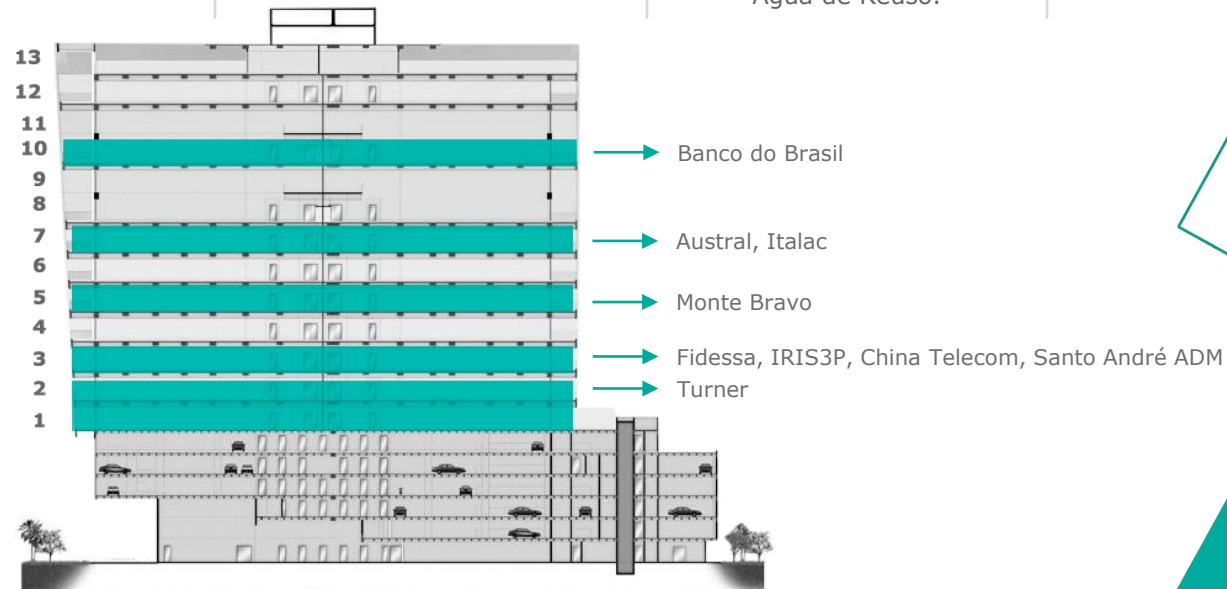 Água de Reuso.
13
12
11
10
Banco do Brasil
9
8
7
Austral, Italac
6
5
Monte Bravo
4
3
Fidessa, IRIS3P, China Telecom, Santo André ADM
2
Turner
1